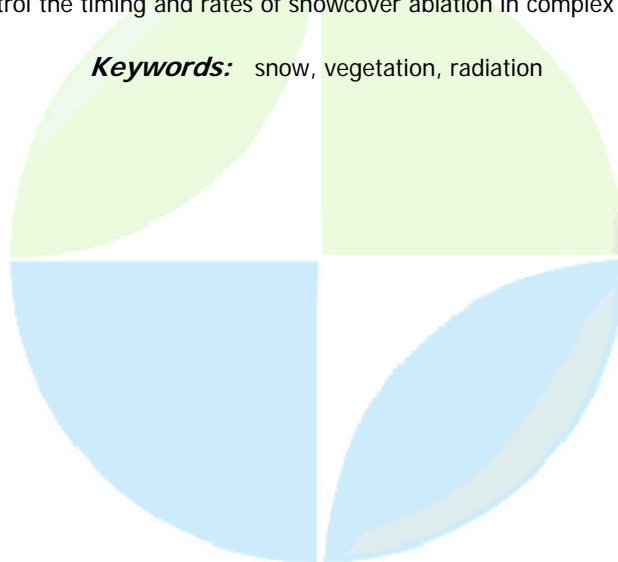 trol the timing and rates of snowcover ablation in complex
Keywords: snow, vegetation, radiation